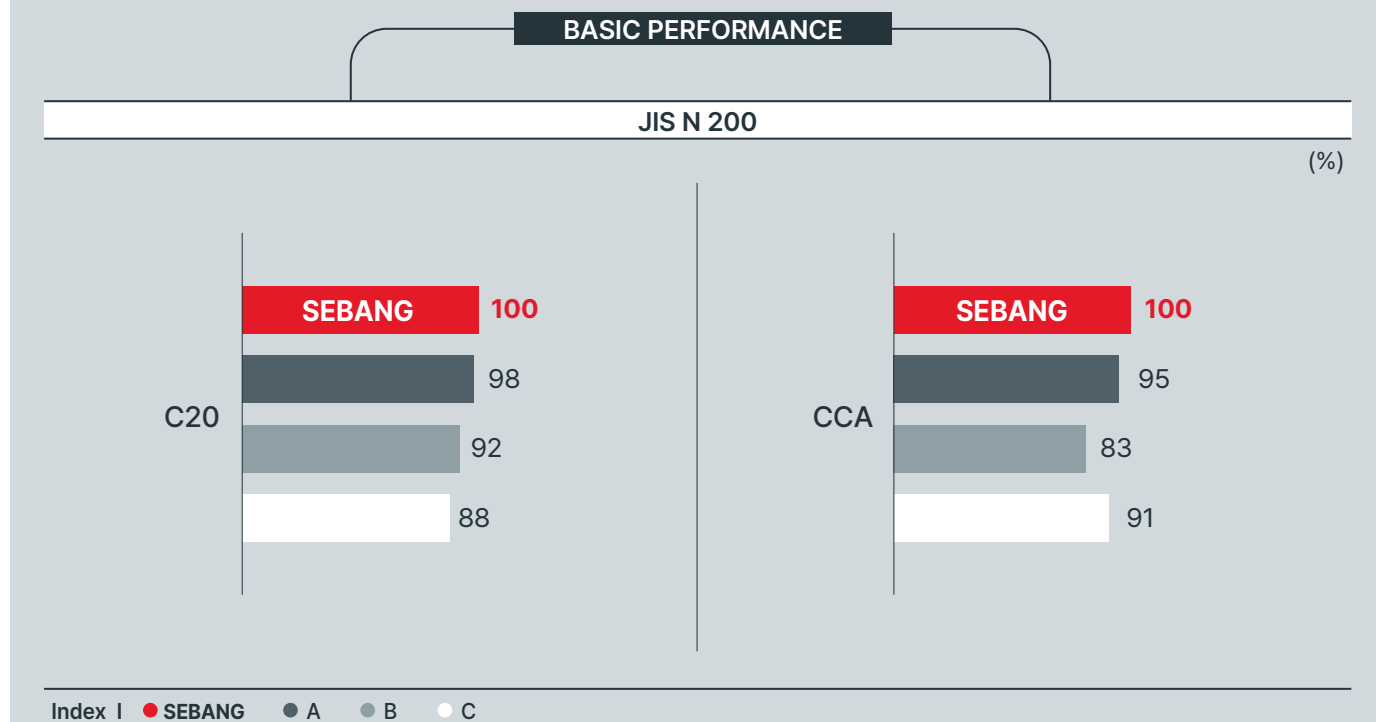 BASIC PERFORMANCE
JIS N 200
(%)
C20
SEBANG 100
98
92
88
CCA
SEBANG 100
95
83
91
Index I SEBANG A B C